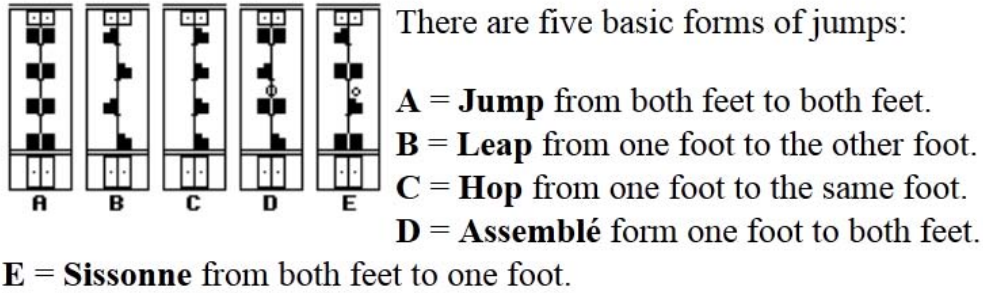 There are five basic forms of jumps:
A = Jump from both feet to both feet.
B = Leap from one foot to the other foot.
C = Hop from one foot to the same foot.
D = Assemblé form one foot to both feet.
A B C D E
E = Sissonne from both feet to one foot.